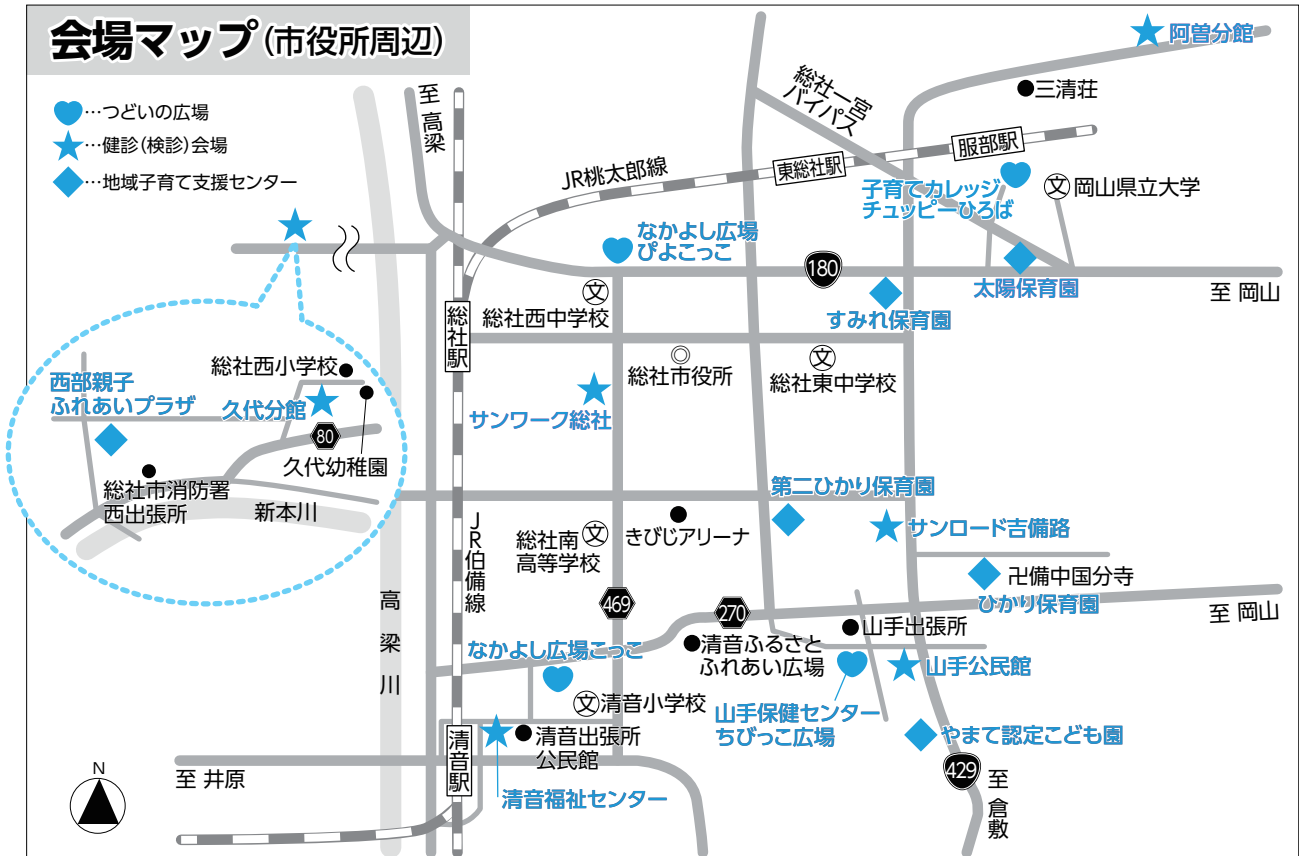 会場マップ(市役所周辺)
…つどいの広場
…健診(検診)会場
…地域子育て支援センター
至 高梁
総社一宮
バイパス
阿曽分館
三清荘
服部駅
東総社駅
JR桃太郎線
子育てカレッジ
チュッピーひろば
文
岡山県立大学
なかよし広場
ぴよこっこ
180
太陽保育園
至 岡山
すみれ保育園
文
総社西中学校
総社駅
総社市役所
文
総社東中学校
サンワーク総社
総社西小学校
西部親子
ふれあいプラザ
久代分館
80
久代幼稚園
総社市消防署
西出張所
新本川
第二ひかり保育園
JR伯備線
総社南
高等学校
文
きびじアリーナ
サンロード吉備路
卍備中国分寺
ひかり保育園
高梁川
469
270
至 岡山
山手出張所
なかよし広場こっこ
清音ふるさと
ふれあい広場
山手公民館
文
清音小学校
山手保健センター
ちびっこ広場
清音駅
清音出張所
公民館
やまて認定こども園
429
至 井原
清音福祉センター
至 倉敷
N